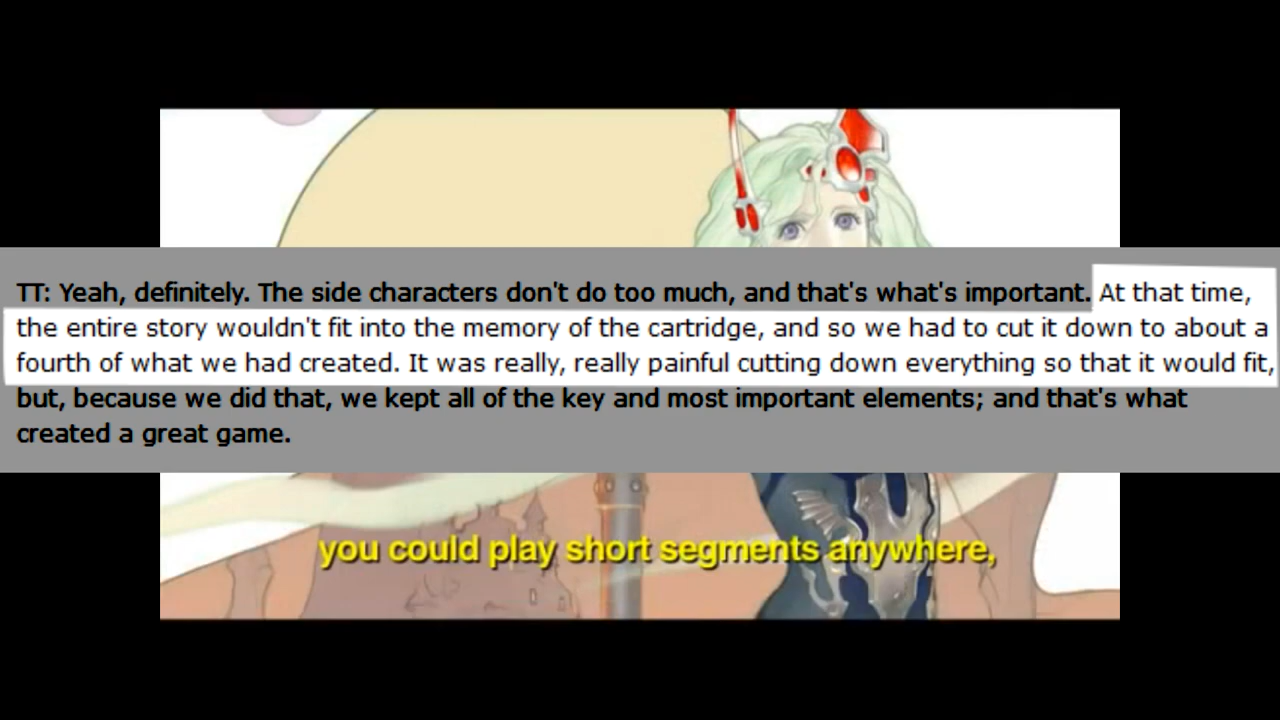 TT: Yeah, definitely. The side characters don't do too much, and that's what's important. At that time,
the entire story wouldn't fit into the memory of the cartridge, and so we had to cut it down to about a
fourth of what we had created. It was really, really painful cutting down everything so that it would fit,
but, because we did that, we kept all of the key and most important elements; and that's what
created a great game.
you could play short segments anywhere,